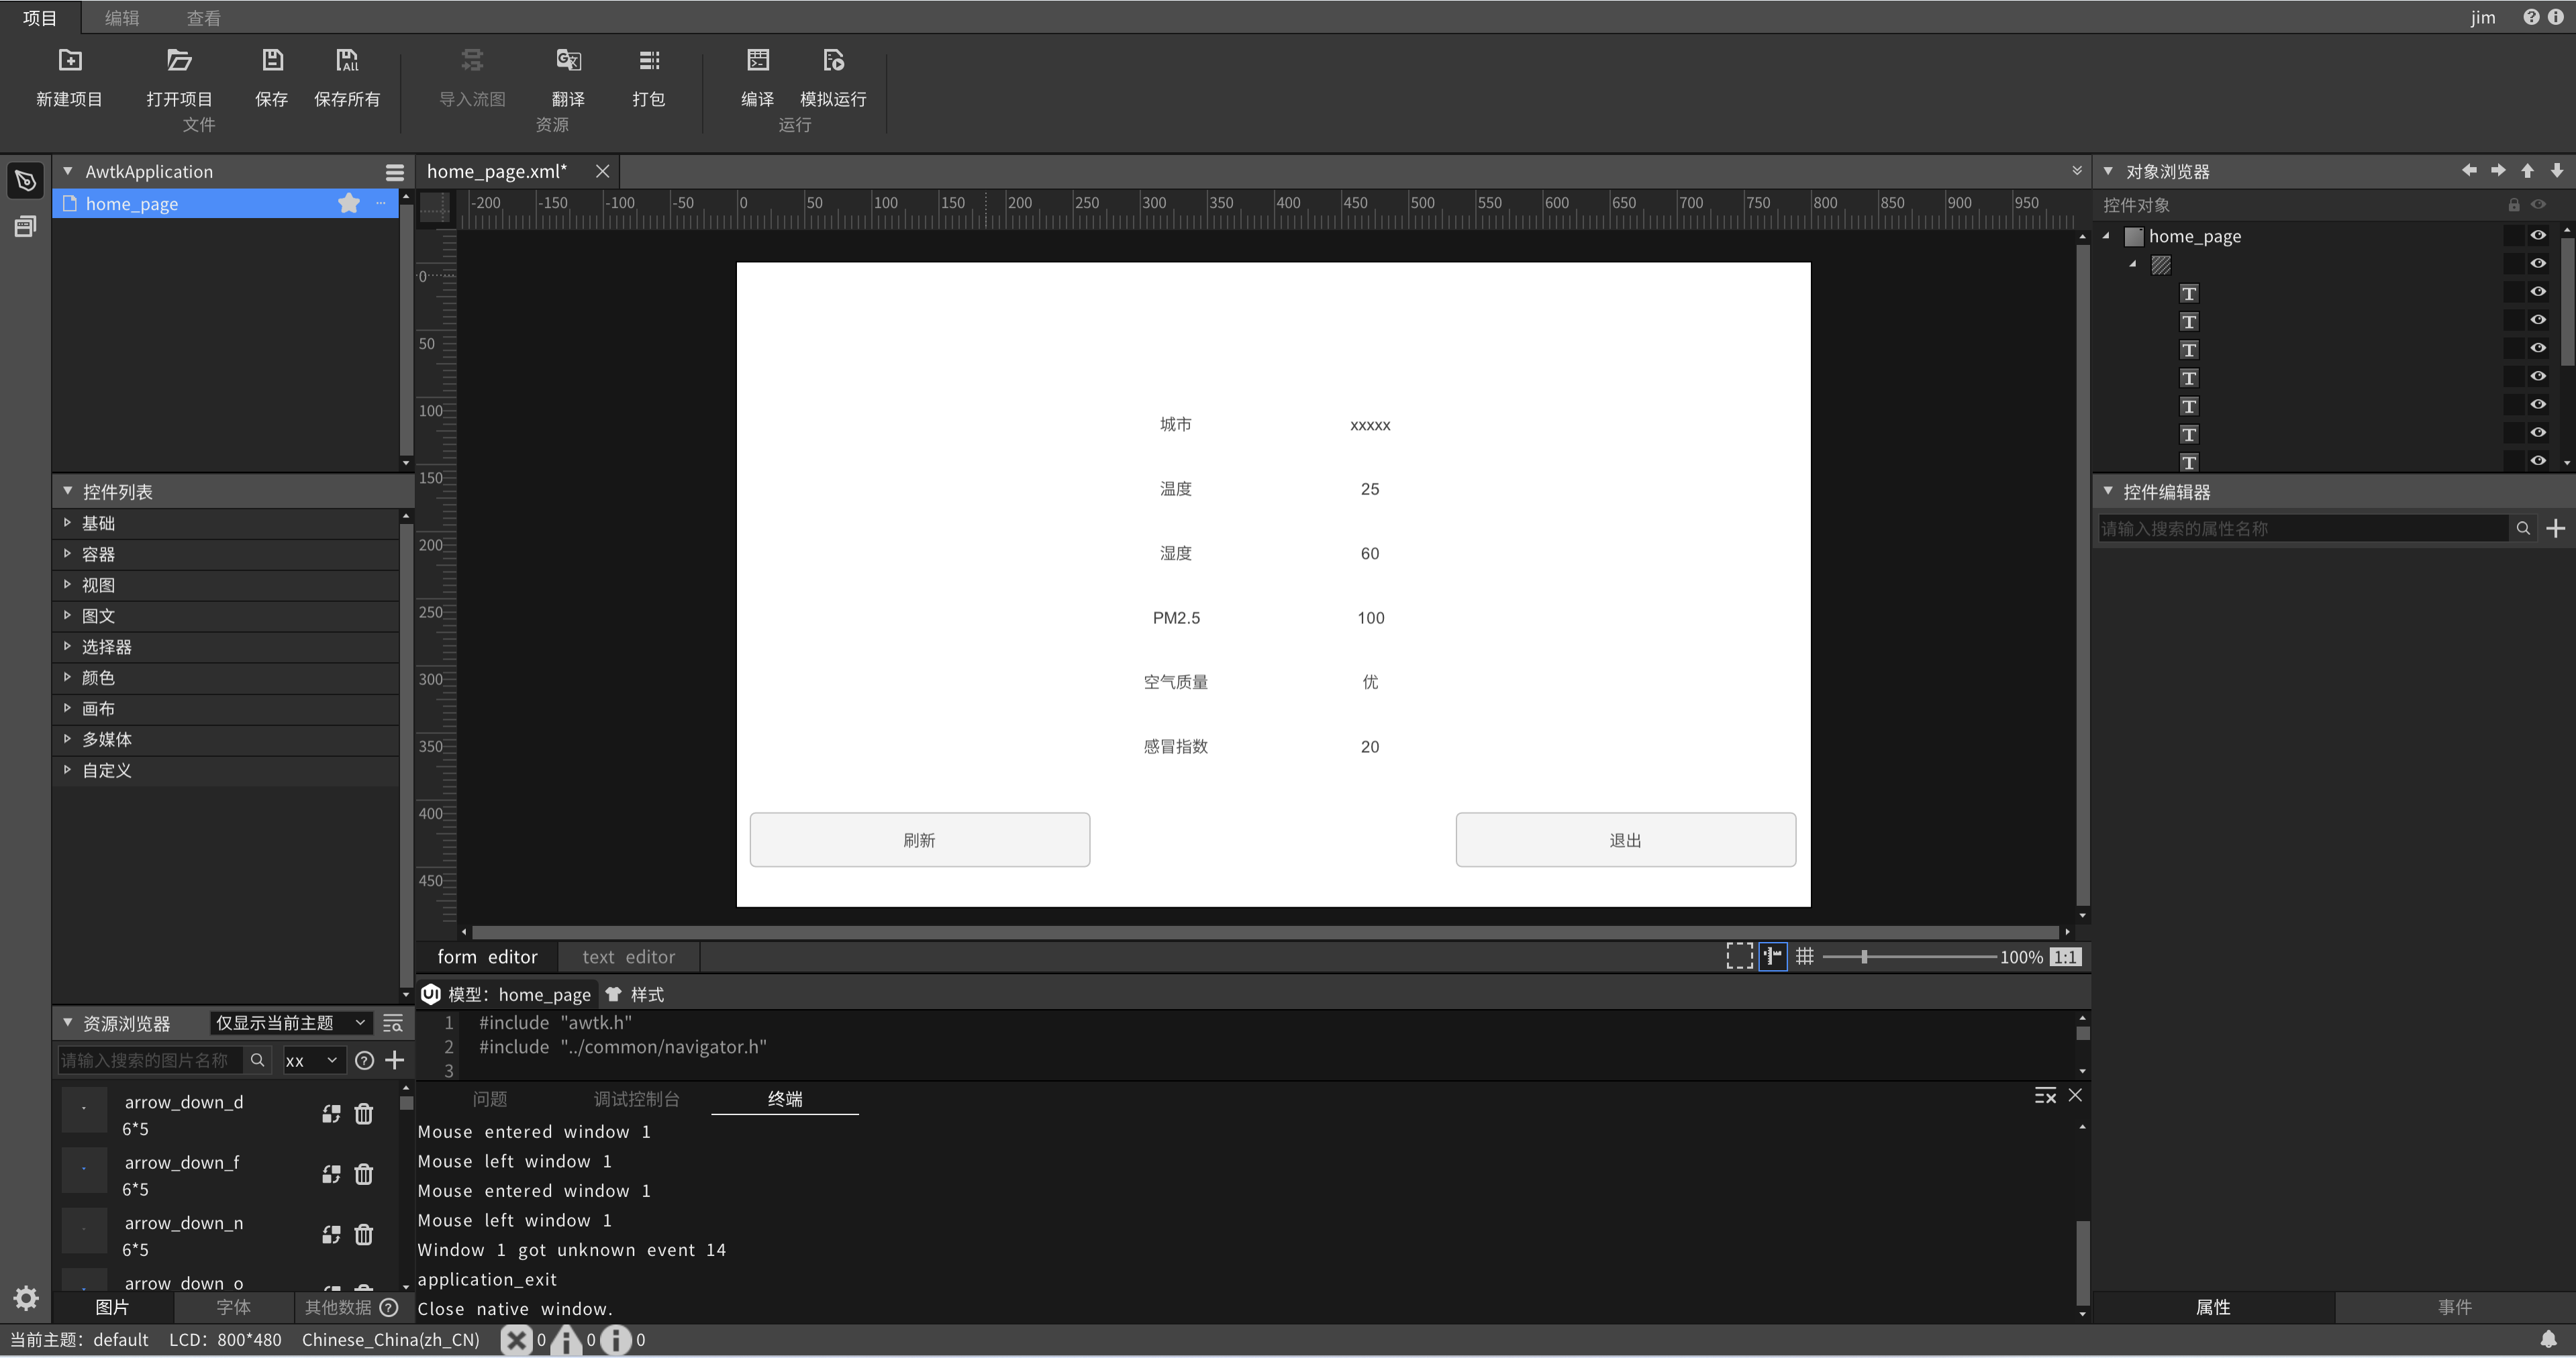 项目 编辑 查看 jim
新建项目 打开项目 保存 保存所有 导入流图 翻译 打包 编译 模拟运行
文件 资源 运行
AwtkApplication
home_page
控件列表
基础
容器
视图
图文
选择器
颜色
画布
多媒体
自定义
资源浏览器 仅显示当前主题
请输入搜索的图片名称 xx
arrow_down_d
6*5
arrow_down_f
6*5
arrow_down_n
6*5
arrow_down_o
图片 字体 其他数据
home_page.xml*
-200 -150 -100 -50 0 50 100 150 200 250 300 350 400 450 500 550 600 650 700 750 800 850 900 950
0
50
100
150
200
250
300
350
400
450
城市 xxxxx
温度 25
湿度 60
PM2.5 100
空气质量 优
感冒指数 20
刷新 退出
form editor text editor 100% 1:1
UI 模型: home_page 样式
1 #include "awtk.h"
2 #include "../common/navigator.h"
3
问题 调试控制台 终端
Mouse entered window 1
Mouse left window 1
Mouse entered window 1
Mouse left window 1
Window 1 got unknown event 14
application_exit
Close native window.
对象浏览器
控件对象
home_page
控件编辑器
请输入搜索的属性名称
属性 事件
当前主题: default LCD: 800*480 Chinese_China(zh_CN) 0 0 0